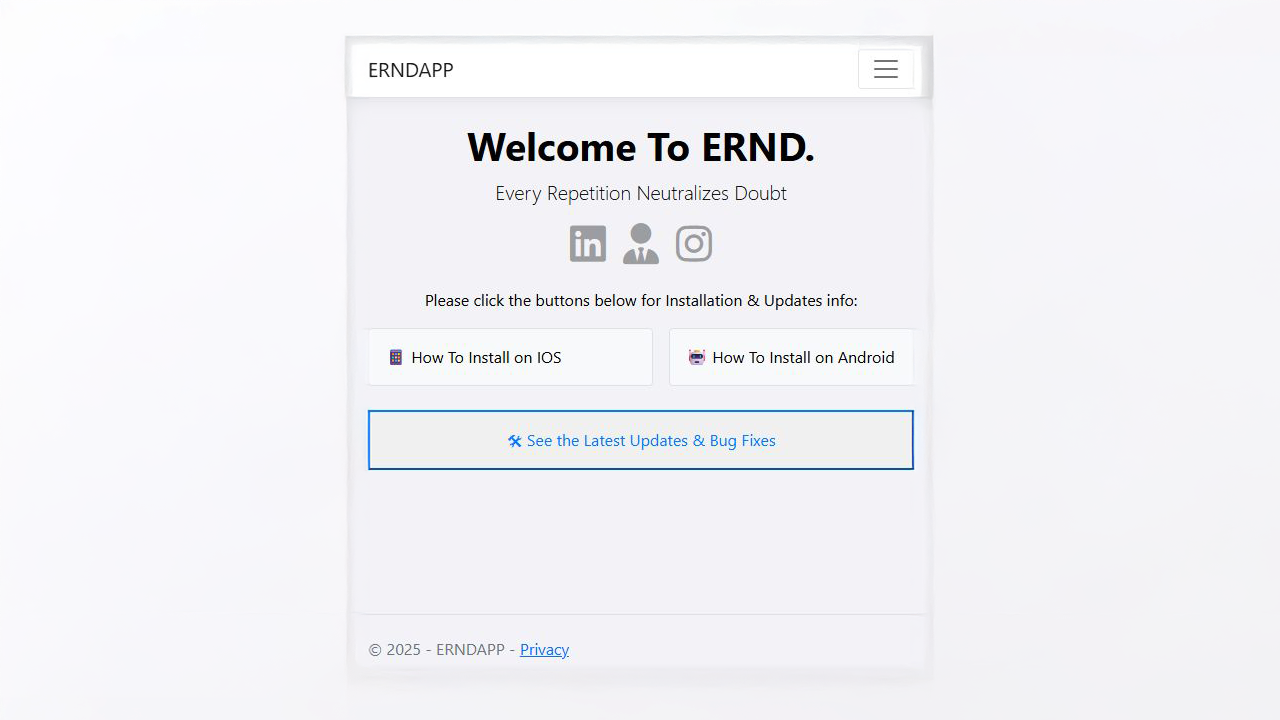 ERNDAPP
Welcome To ERND.
Every Repetition Neutralizes Doubt
in
Please click the buttons below for Installation & Updates info:
How To Install on IOS
How To Install on Android
🛠 See the Latest Updates & Bug Fixes
© 2025 - ERNDAPP - Privacy